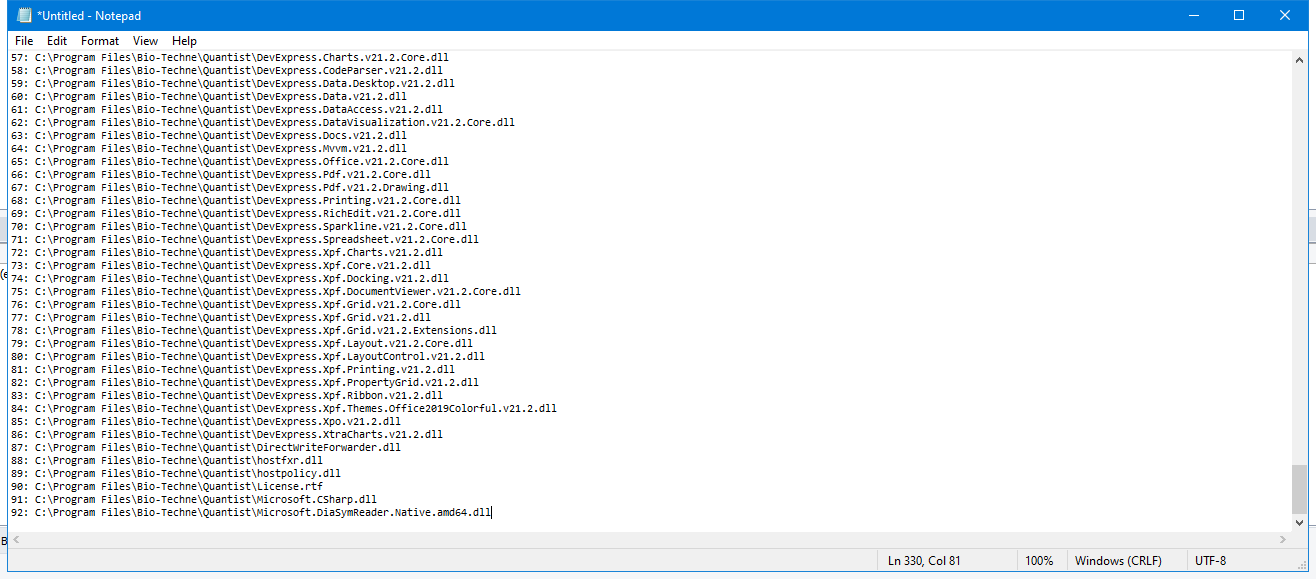 *Untitled - Notepad
File Edit Format View Help
57: C:\Program Files\Bio-Techne\Quantist\DevExpress.Charts.v21.2.Core.dll
58: C:\Program Files\Bio-Techne\Quantist\DevExpress.CodeParser.v21.2.dll
59: C:\Program Files\Bio-Techne\Quantist\DevExpress.Data.Desktop.v21.2.dll
60: C:\Program Files\Bio-Techne\Quantist\DevExpress.Data.v21.2.dll
61: C:\Program Files\Bio-Techne\Quantist\DevExpress.DataAccess.v21.2.dll
62: C:\Program Files\Bio-Techne\Quantist\DevExpress.DataVisualization.v21.2.Core.dll
63: C:\Program Files\Bio-Techne\Quantist\DevExpress.Docs.v21.2.dll
64: C:\Program Files\Bio-Techne\Quantist\DevExpress.Mvvm.v21.2.dll
65: C:\Program Files\Bio-Techne\Quantist\DevExpress.Office.v21.2.Core.dll
66: C:\Program Files\Bio-Techne\Quantist\DevExpress.Pdf.v21.2.Core.dll
67: C:\Program Files\Bio-Techne\Quantist\DevExpress.Pdf.v21.2.Drawing.dll
68: C:\Program Files\Bio-Techne\Quantist\DevExpress.Printing.v21.2.Core.dll
69: C:\Program Files\Bio-Techne\Quantist\DevExpress.RichEdit.v21.2.Core.dll
70: C:\Program Files\Bio-Techne\Quantist\DevExpress.Sparkline.v21.2.Core.dll
71: C:\Program Files\Bio-Techne\Quantist\DevExpress.Spreadsheet.v21.2.Core.dll
72: C:\Program Files\Bio-Techne\Quantist\DevExpress.Xpf.Charts.v21.2.dll
73: C:\Program Files\Bio-Techne\Quantist\DevExpress.Xpf.Core.v21.2.dll
74: C:\Program Files\Bio-Techne\Quantist\DevExpress.Xpf.Docking.v21.2.dll
75: C:\Program Files\Bio-Techne\Quantist\DevExpress.Xpf.DocumentViewer.v21.2.Core.dll
76: C:\Program Files\Bio-Techne\Quantist\DevExpress.Xpf.Grid.v21.2.Core.dll
77: C:\Program Files\Bio-Techne\Quantist\DevExpress.Xpf.Grid.v21.2.dll
78: C:\Program Files\Bio-Techne\Quantist\DevExpress.Xpf.Grid.v21.2.Extensions.dll
79: C:\Program Files\Bio-Techne\Quantist\DevExpress.Xpf.Layout.v21.2.Core.dll
80: C:\Program Files\Bio-Techne\Quantist\DevExpress.Xpf.LayoutControl.v21.2.dll
81: C:\Program Files\Bio-Techne\Quantist\DevExpress.Xpf.Printing.v21.2.dll
82: C:\Program Files\Bio-Techne\Quantist\DevExpress.Xpf.PropertyGrid.v21.2.dll
83: C:\Program Files\Bio-Techne\Quantist\DevExpress.Xpf.Ribbon.v21.2.dll
84: C:\Program Files\Bio-Techne\Quantist\DevExpress.Xpf.Themes.Office2019Colorful.v21.2.dll
85: C:\Program Files\Bio-Techne\Quantist\DevExpress.Xpo.v21.2.dll
86: C:\Program Files\Bio-Techne\Quantist\DevExpress.XtraCharts.v21.2.dll
87: C:\Program Files\Bio-Techne\Quantist\DirectWriteForwarder.dll
88: C:\Program Files\Bio-Techne\Quantist\hostfxr.dll
89: C:\Program Files\Bio-Techne\Quantist\hostpolicy.dll
90: C:\Program Files\Bio-Techne\Quantist\License.rtf
91: C:\Program Files\Bio-Techne\Quantist\Microsoft.CSharp.dll
92: C:\Program Files\Bio-Techne\Quantist\Microsoft.DiaSymReader.Native.amd64.dll
Ln 330, Col 81 100% Windows (CRLF) UTF-8